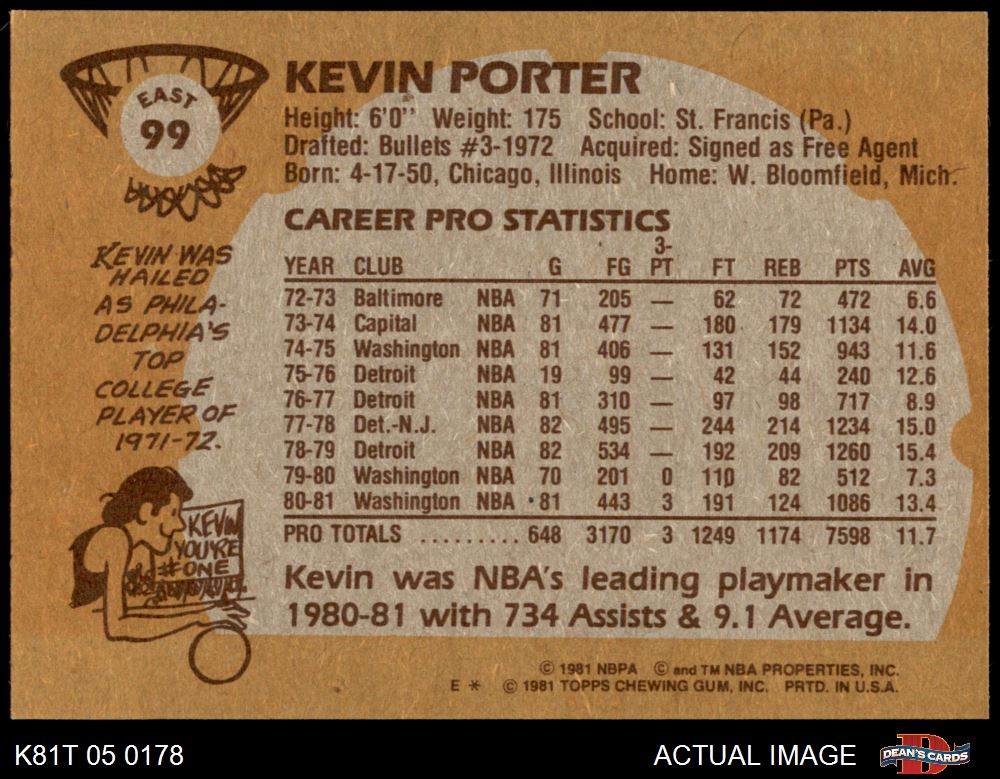 EAST
99
KEVIN PORTER
Height: 6'0" Weight: 175 School: St. Francis (Pa.)
Drafted: Bullets #3-1972 Acquired: Signed as Free Agent
Born: 4-17-50, Chicago, Illinois Home: W. Bloomfield, Mich.
CAREER PRO STATISTICS
YEAR CLUB G FG 3-PT FT REB PTS AVG
72-73 Baltimore NBA 71 205 — 62 72 472 6.6
73-74 Capital NBA 81 477 — 180 179 1134 14.0
74-75 Washington NBA 81 406 — 131 152 943 11.6
75-76 Detroit NBA 19 99 — 42 44 240 12.6
76-77 Detroit NBA 81 310 — 97 98 717 8.9
77-78 Det.-N.J. NBA 82 495 — 244 214 1234 15.0
78-79 Detroit NBA 82 534 — 192 209 1260 15.4
79-80 Washington NBA 70 201 0 110 82 512 7.3
80-81 Washington NBA 81 443 3 191 124 1086 13.4
PRO TOTALS ......... 648 3170 3 1249 1174 7598 11.7
Kevin was NBA's leading playmaker in
1980-81 with 734 Assists & 9.1 Average.
KEVIN WAS
HAILED
AS PHILA-
DELPHIA'S
TOP
COLLEGE
PLAYER OF
1971-72.
KEVIN
YOU'RE
#ONE
© 1981 NBPA © and TM NBA PROPERTIES, INC.
E * © 1981 TOPPS CHEWING GUM, INC. PRTD. IN U.S.A.
K81T 05 0178
ACTUAL IMAGE
D
DEAN'S CARDS